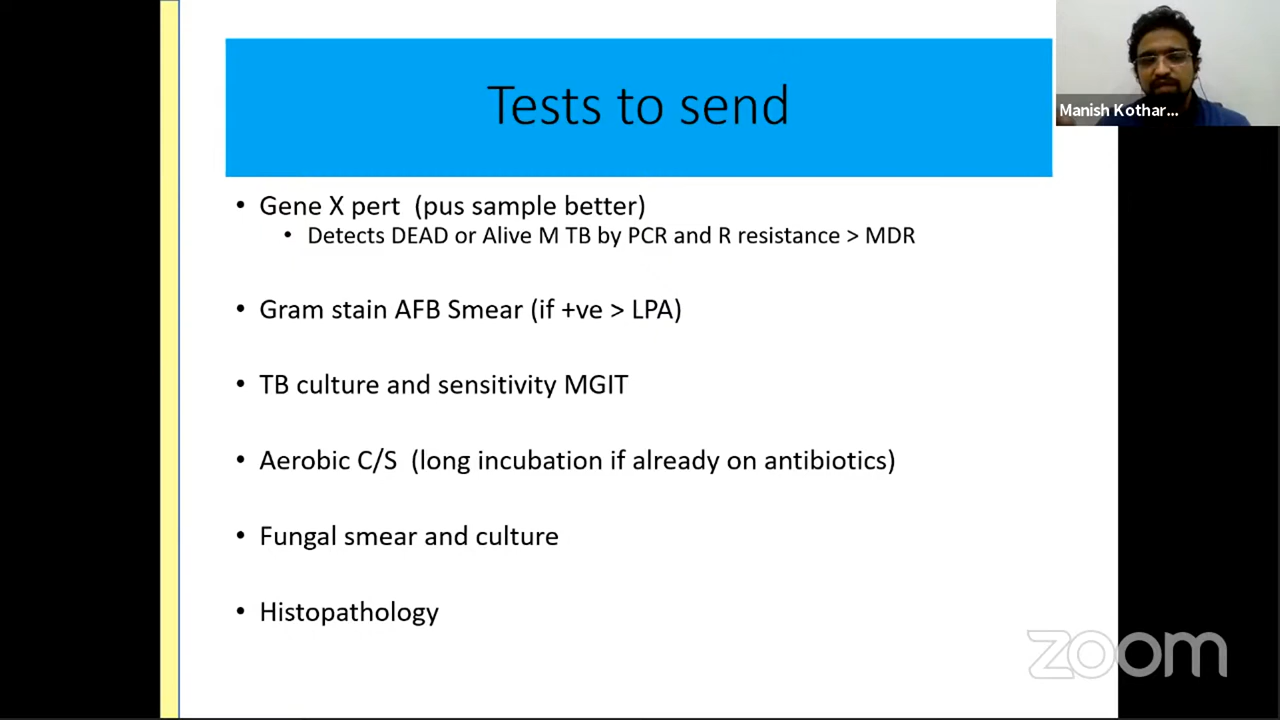 Tests to send
Manish Kothar...
• Gene X pert (pus sample better)
• Detects DEAD or Alive M TB by PCR and R resistance > MDR
• Gram stain AFB Smear (if +ve > LPA)
• TB culture and sensitivity MGIT
• Aerobic C/S (long incubation if already on antibiotics)
• Fungal smear and culture
• Histopathology
zoom